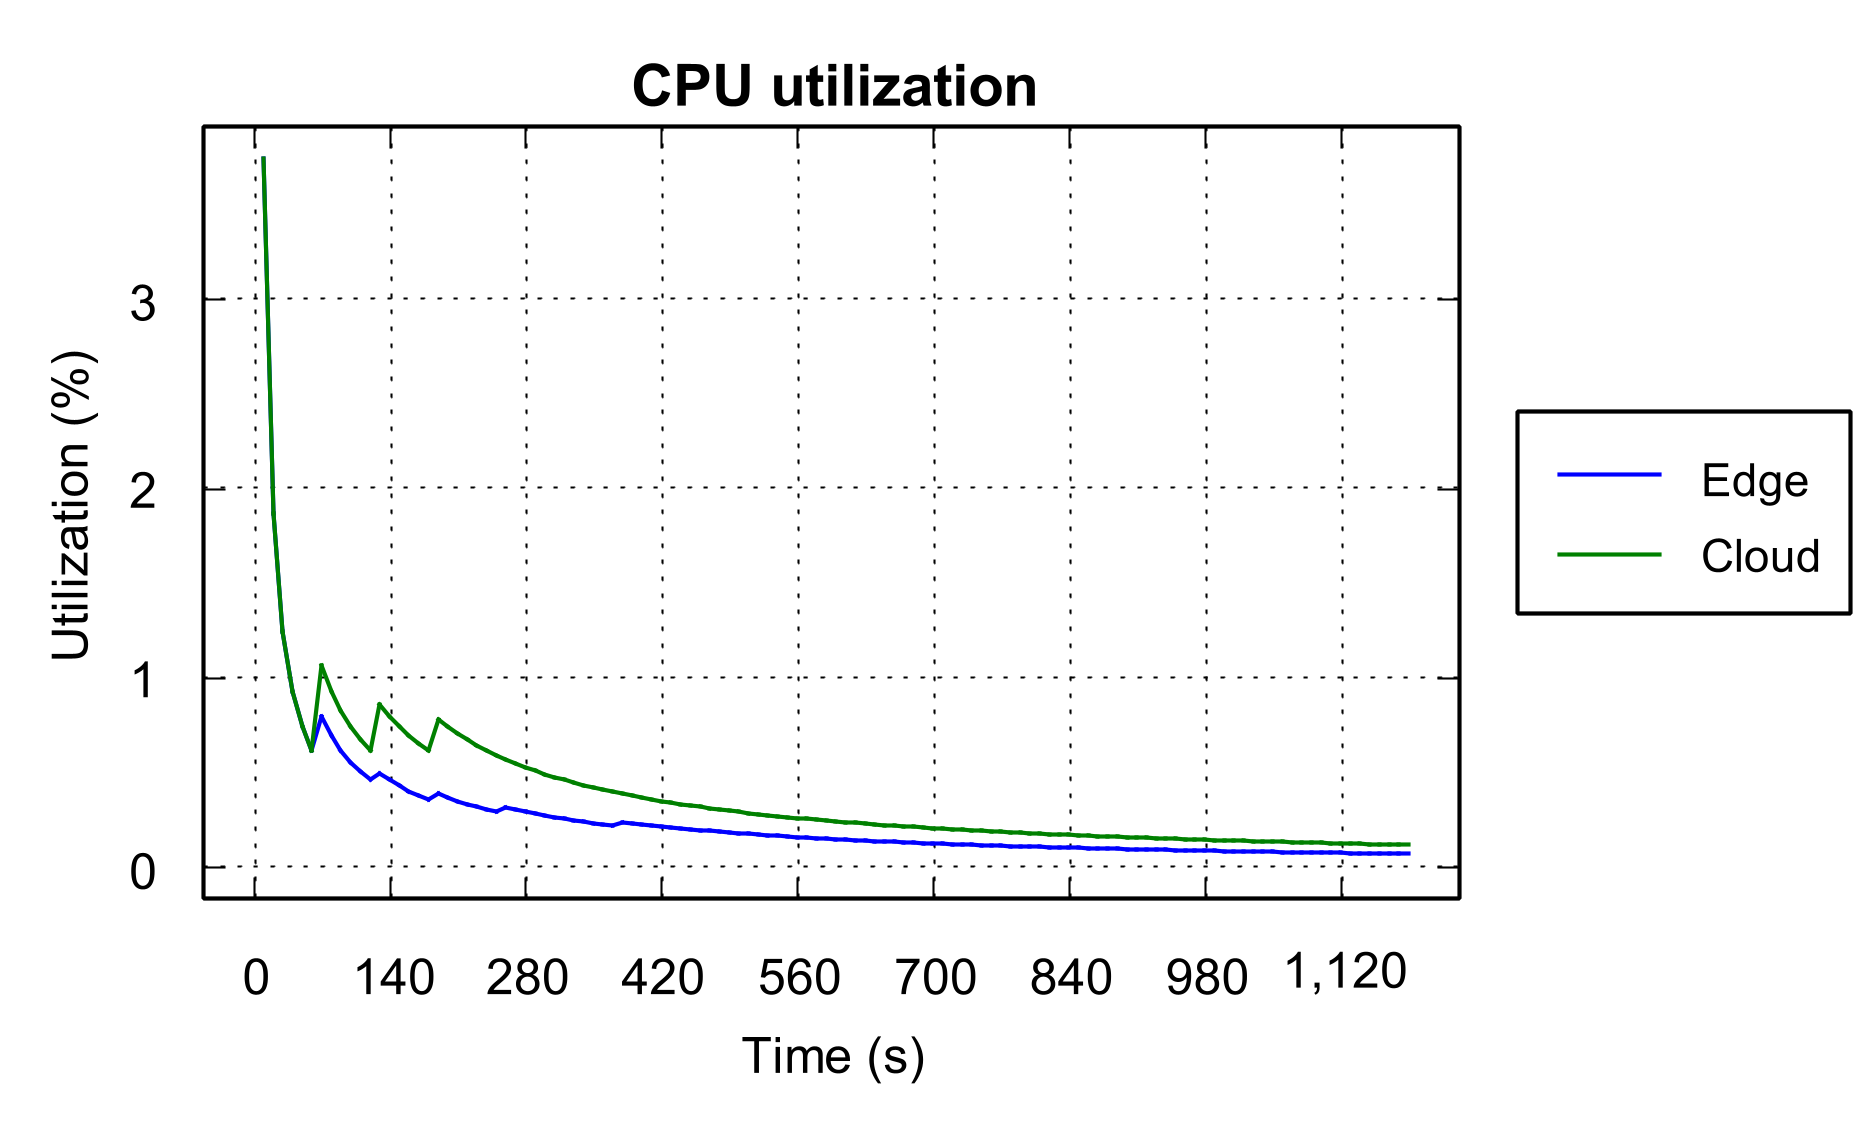 CPU utilization
Utilization (%)
3
2
1
0
0 140 280 420 560 700 840 980 1,120
Time (s)
Edge
Cloud